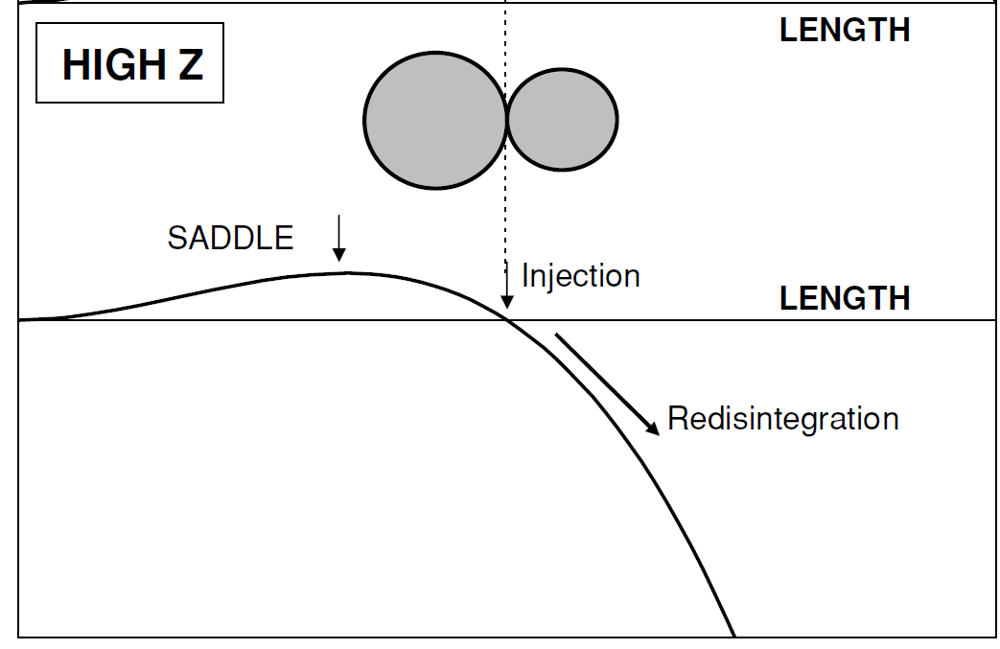 LENGTH
HIGH Z
SADDLE
Injection
LENGTH
Redisintegration